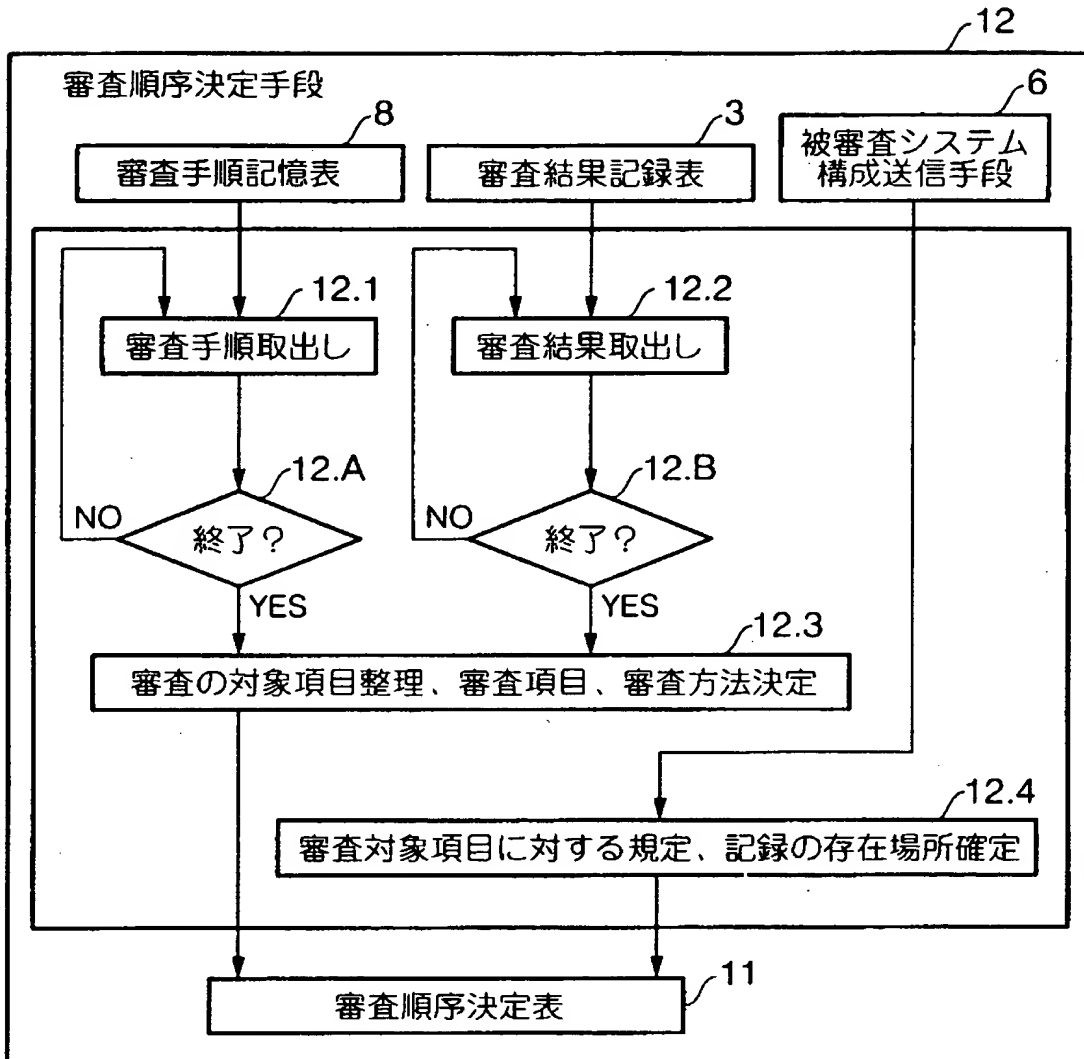 12
審査順序決定手段
8
3
6
審査手順記憶表
審査結果記録表
被審査システム
構成送信手段
12.1
12.2
審査手順取出し
審査結果取出し
12.A
12.B
NO
終了?
NO
終了?
YES
YES
12.3
審査の対象項目整理、審査項目、審査方法決定
12.4
審査対象項目に対する規定、記録の存在場所確定
11
審査順序決定表